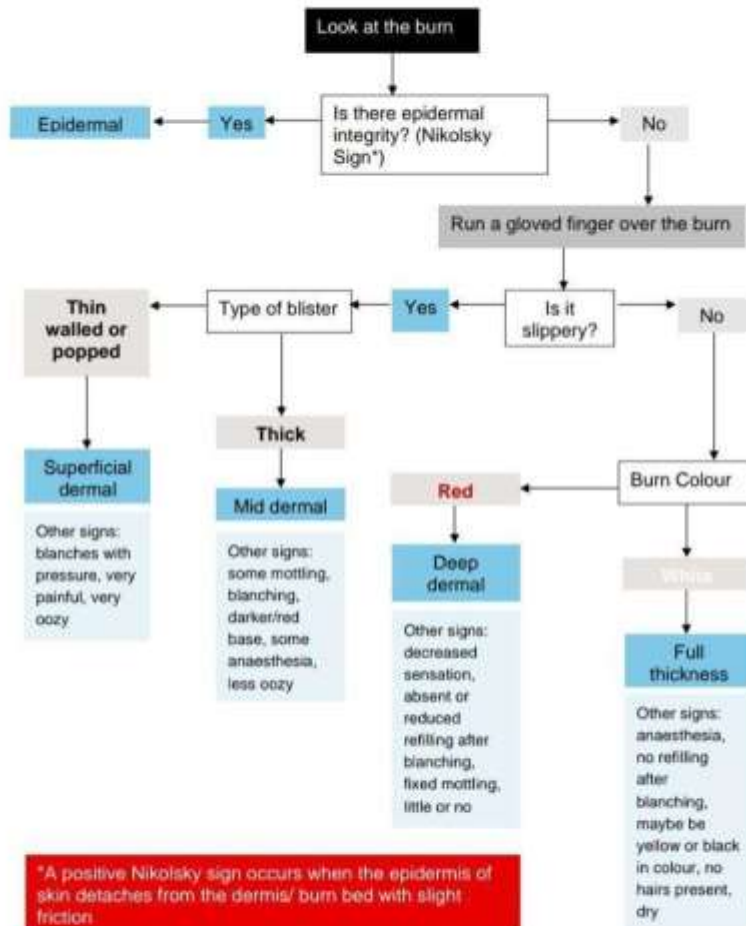 Look at the burn
Is there epidermal
integrity? (Nikolsky
Sign*)
Yes
Epidermal
No
Run a gloved finger over the burn
Is it
slippery?
Yes
Type of blister
Thin
walled or
popped
Superficial
dermal
Other signs:
blanches with
pressure, very
painful, very
oozy
Thick
Mid dermal
Other signs:
some mottling,
blanching,
darker/red
base, some
anaesthesia,
less oozy
No
Burn Colour
Red
Deep
dermal
Other signs:
decreased
sensation,
absent or
reduced
refilling after
blanching,
fixed mottling,
little or no
White
Full
thickness
Other signs:
anaesthesia,
no refilling
after
blanching,
maybe be
yellow or black
in colour, no
hairs present,
dry
*A positive Nikolsky sign occurs when the epidermis of
skin detaches from the dermis/ burn bed with slight
friction